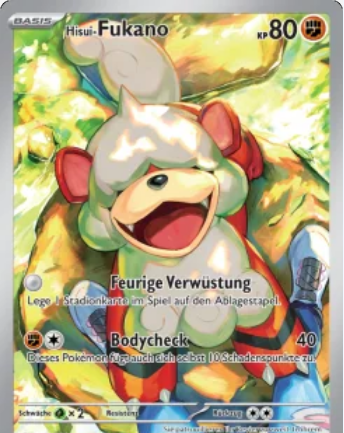 BASIS
Hisui-Fukano
KP 80
Feurige Verwüstung
Lege 1 Stadionkarte im Spiel auf den Ablagestapel.
Bodycheck 40
Dieses Pokémon fügt auch sich selbst 10 Schadenspunkte zu.
Schwäche ×2 Resistenz Rückzug